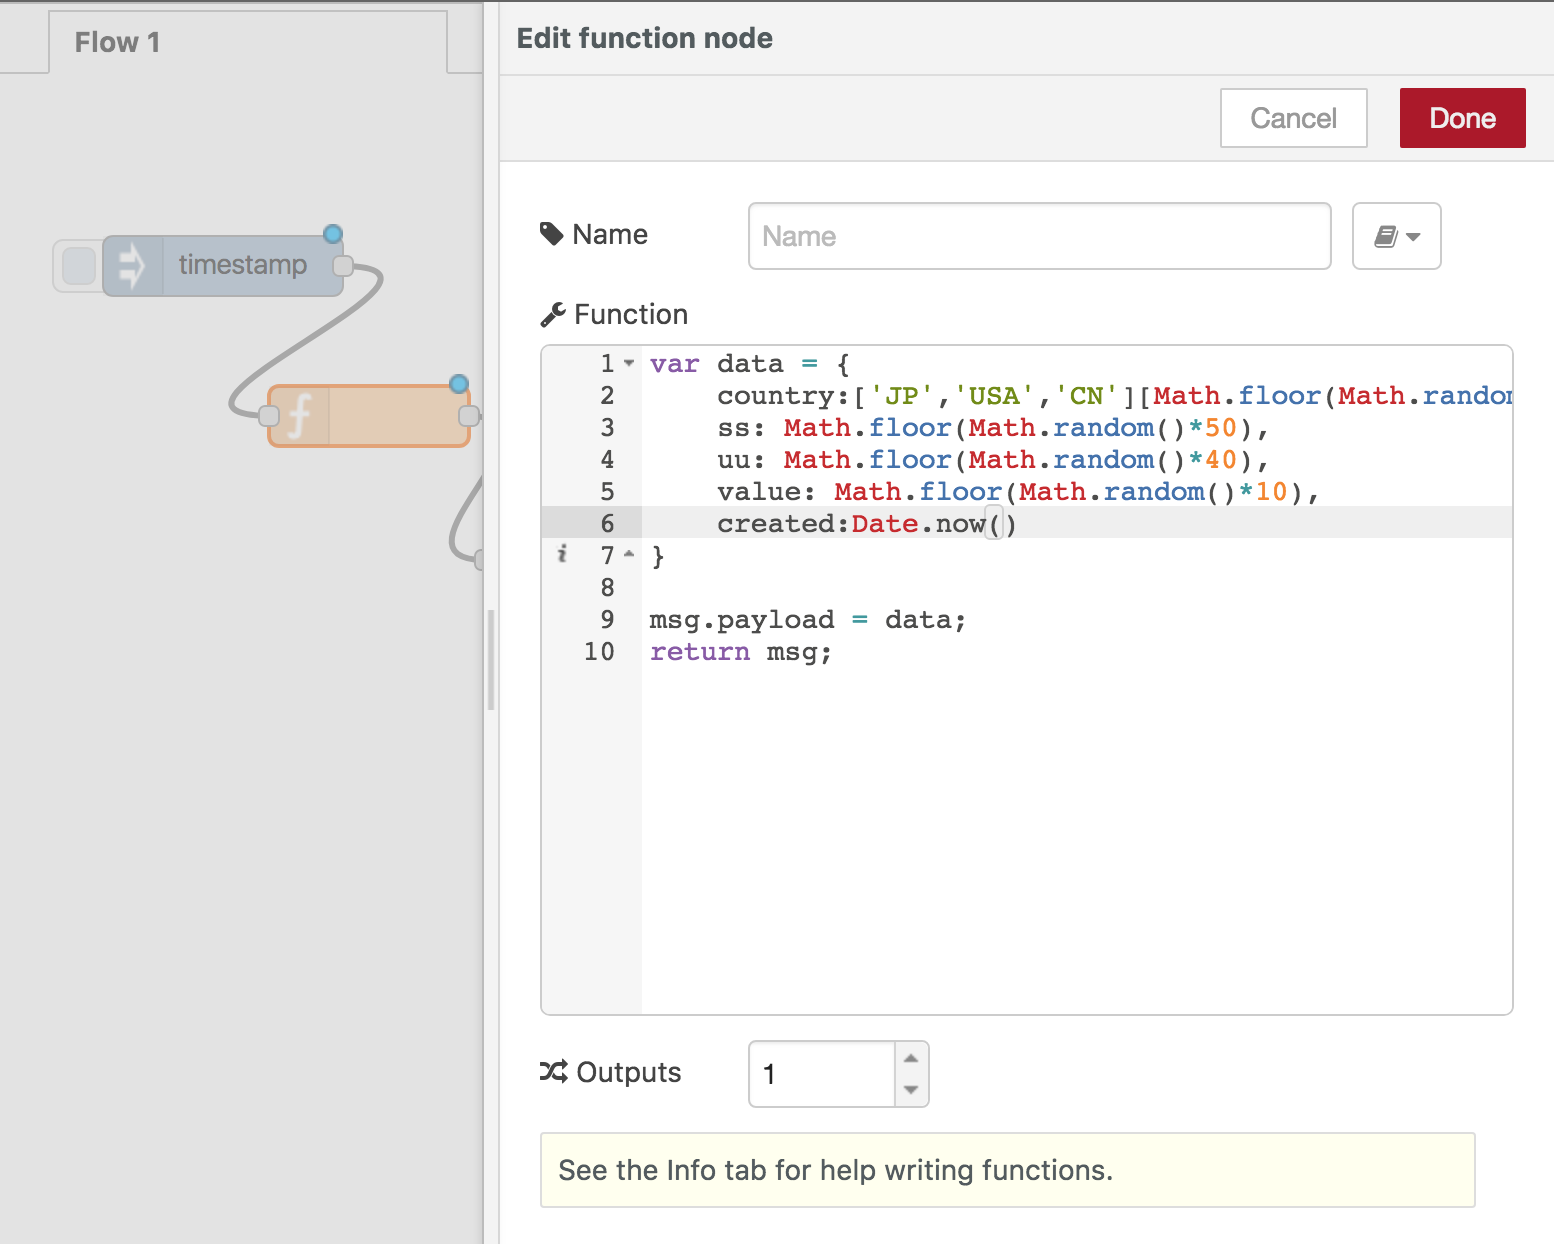 Flow 1
Edit function node
Cancel
Done
timestamp
Name
Name
Function
1 var data = {
2 country:['JP','USA','CN'][Math.floor(Math.random
3 ss: Math.floor(Math.random()*50),
4 uu: Math.floor(Math.random()*40),
5 value: Math.floor(Math.random()*10),
6 created:Date.now()
i 7 }
8
9 msg.payload = data;
10 return msg;
Outputs
1
See the Info tab for help writing functions.